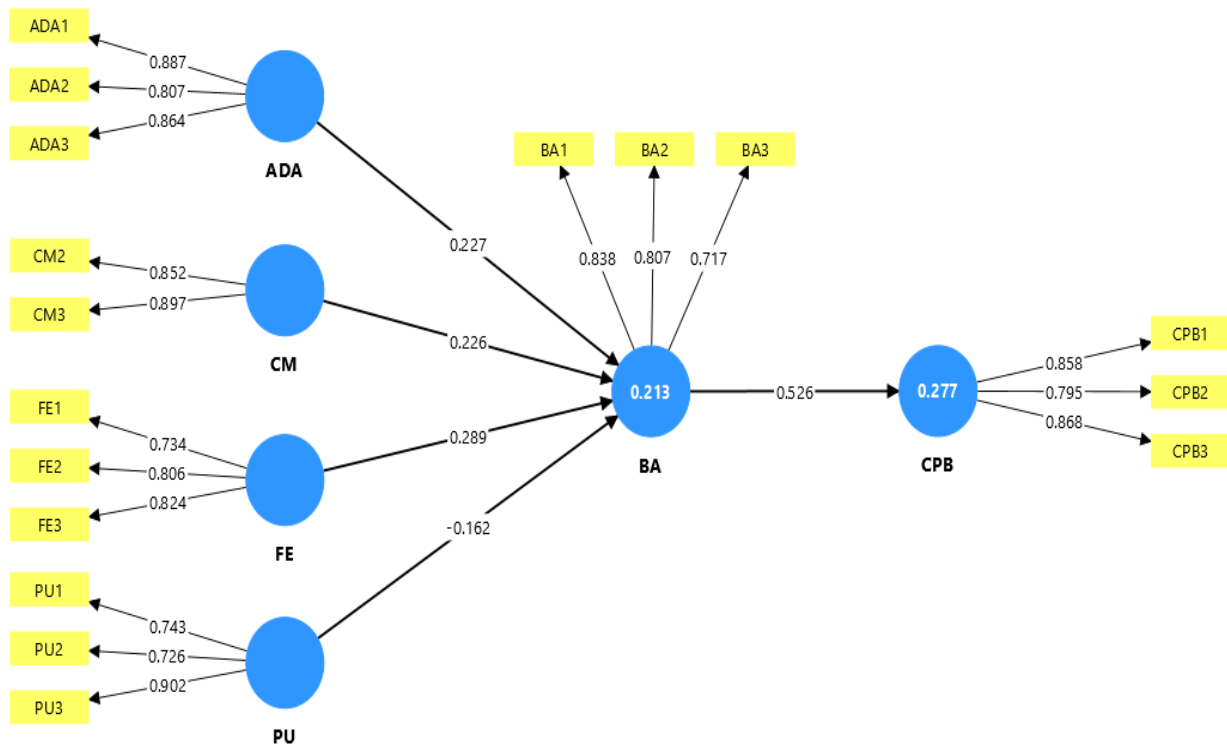 ADA1
0.887
ADA2
0.807
ADA3
0.864
ADA
CM2
0.852
CM3
0.897
CM
FE1
0.734
FE2
0.806
FE3
0.824
FE
PU1
0.743
PU2
0.726
PU3
0.902
PU
0.227
0.226
0.289
-0.162
BA1
BA2
BA3
0.838
0.807
0.717
0.213
BA
0.526
0.277
CPB
0.858
CPB1
0.795
CPB2
0.868
CPB3